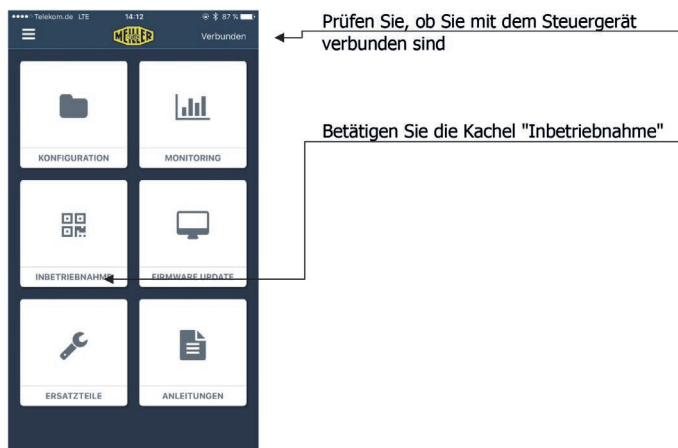 Telekom.de LTE 14:12 87 %
MEILLER Verbunden
Prüfen Sie, ob Sie mit dem Steuergerät
verbunden sind
KONFIGURATION MONITORING
Betätigen Sie die Kachel "Inbetriebnahme"
INBETRIEBNAHME FIRMWARE UPDATE
ERSATZTEILE ANLEITUNGEN